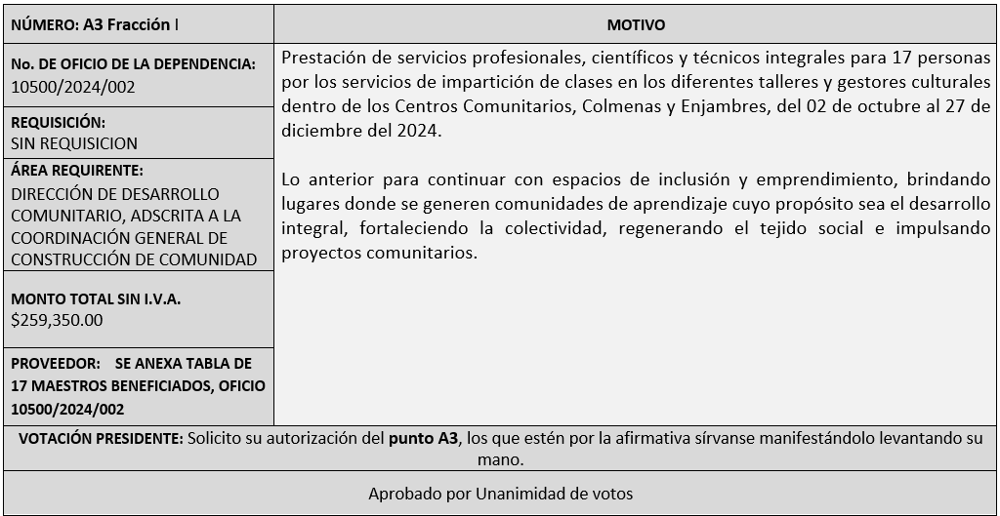 NÚMERO: A3 Fracción I
MOTIVO
No. DE OFICIO DE LA DEPENDENCIA:
10500/2024/002
REQUISICIÓN:
SIN REQUISICION
ÁREA REQUIRENTE:
DIRECCIÓN DE DESARROLLO
COMUNITARIO, ADSCRITA A LA
COORDINACIÓN GENERAL DE
CONSTRUCCIÓN DE COMUNIDAD
MONTO TOTAL SIN I.V.A.
$259,350.00
PROVEEDOR: SE ANEXA TABLA DE
17 MAESTROS BENEFICIADOS, OFICIO
10500/2024/002
Prestación de servicios profesionales, científicos y técnicos integrales para 17 personas
por los servicios de impartición de clases en los diferentes talleres y gestores culturales
dentro de los Centros Comunitarios, Colmenas y Enjambres, del 02 de octubre al 27 de
diciembre del 2024.
Lo anterior para continuar con espacios de inclusión y emprendimiento, brindando
lugares donde se generen comunidades de aprendizaje cuyo propósito sea el desarrollo
integral, fortaleciendo la colectividad, regenerando el tejido social e impulsando
proyectos comunitarios.
VOTACIÓN PRESIDENTE: Solicito su autorización del punto A3, los que estén por la afirmativa sírvanse manifestándolo levantando su
mano.
Aprobado por Unanimidad de votos